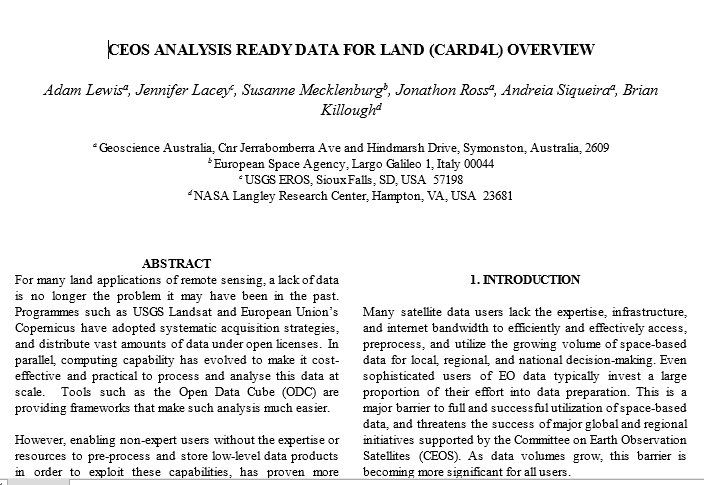 CEOS ANALYSIS READY DATA FOR LAND (CARD4L) OVERVIEW
Adam Lewisᵃ, Jennifer Laceyᶜ, Susanne Mecklenburgᵇ, Jonathon Rossᵃ, Andreia Siqueiraᵃ, Brian
Killoughᵈ
ᵃ Geoscience Australia, Cnr Jerrabomberra Ave and Hindmarsh Drive, Symonston, Australia, 2609
ᵇ European Space Agency, Largo Galileo 1, Italy 00044
ᶜ USGS EROS, Sioux Falls, SD, USA 57198
ᵈ NASA Langley Research Center, Hampton, VA, USA 23681
ABSTRACT
For many land applications of remote sensing, a lack of data
is no longer the problem it may have been in the past.
Programmes such as USGS Landsat and European Union's
Copernicus have adopted systematic acquisition strategies,
and distribute vast amounts of data under open licenses. In
parallel, computing capability has evolved to make it cost-
effective and practical to process and analyse this data at
scale. Tools such as the Open Data Cube (ODC) are
providing frameworks that make such analysis much easier.
However, enabling non-expert users without the expertise or
resources to pre-process and store low-level data products
in order to exploit these capabilities, has proven more
1. INTRODUCTION
Many satellite data users lack the expertise, infrastructure,
and internet bandwidth to efficiently and effectively access,
preprocess, and utilize the growing volume of space-based
data for local, regional, and national decision-making. Even
sophisticated users of EO data typically invest a large
proportion of their effort into data preparation. This is a
major barrier to full and successful utilization of space-based
data, and threatens the success of major global and regional
initiatives supported by the Committee on Earth Observation
Satellites (CEOS). As data volumes grow, this barrier is
becoming more significant for all users.